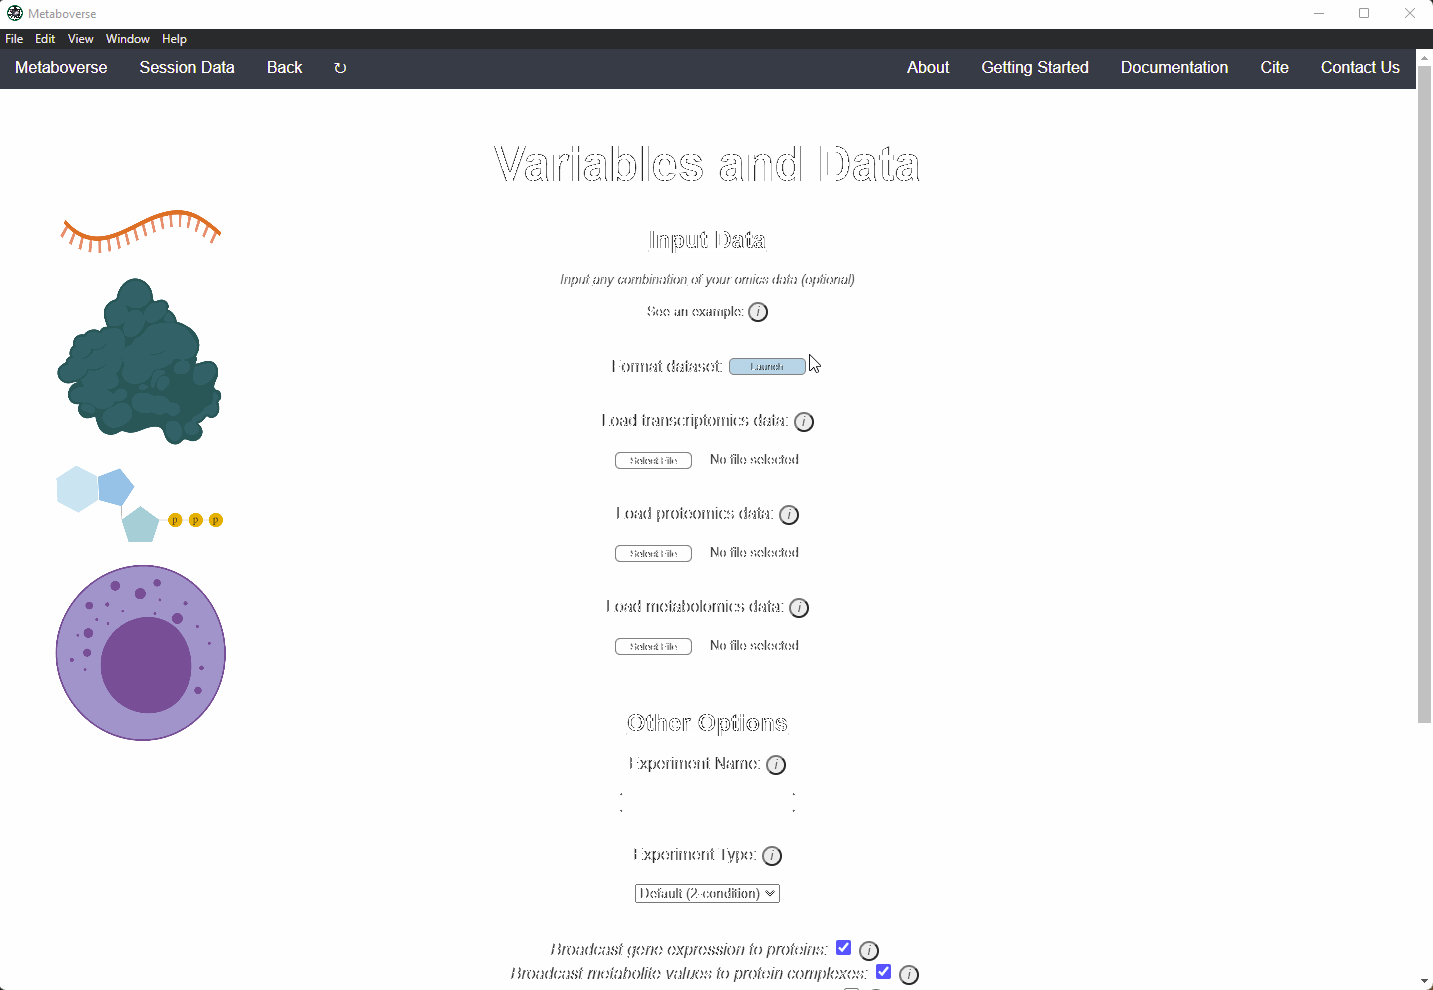 Metaboverse
File Edit View Window Help
Metaboverse Session Data Back ↻ About Getting Started Documentation Cite Contact Us
Variables and Data
Input Data
Input any combination of your omics data (optional)
See an example: i
Format dataset: Launch
Load transcriptomics data: i
Select File No file selected
Load proteomics data: i
Select File No file selected
P P P
Load metabolomics data: i
Select File No file selected
Other Options
Experiment Name: i
Experiment Type: i
Default (2-condition)
Broadcast gene expression to proteins: i
Broadcast metabolite values to protein complexes: i